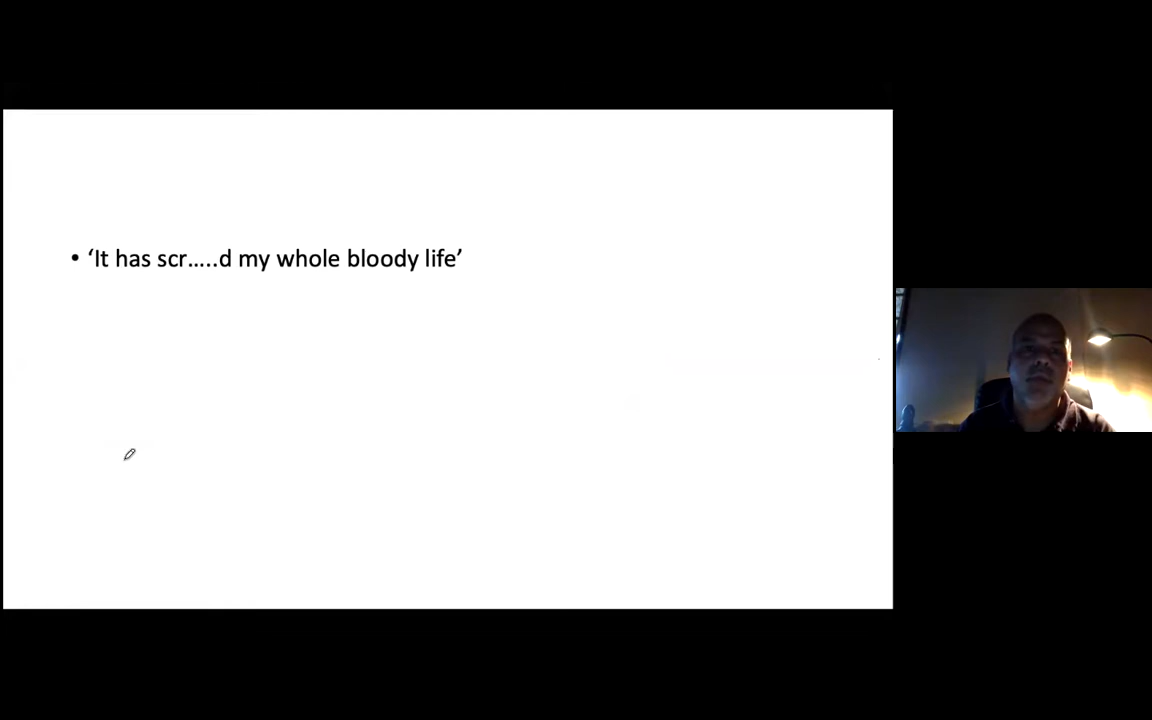 • ‘It has scr.....d my whole bloody life’